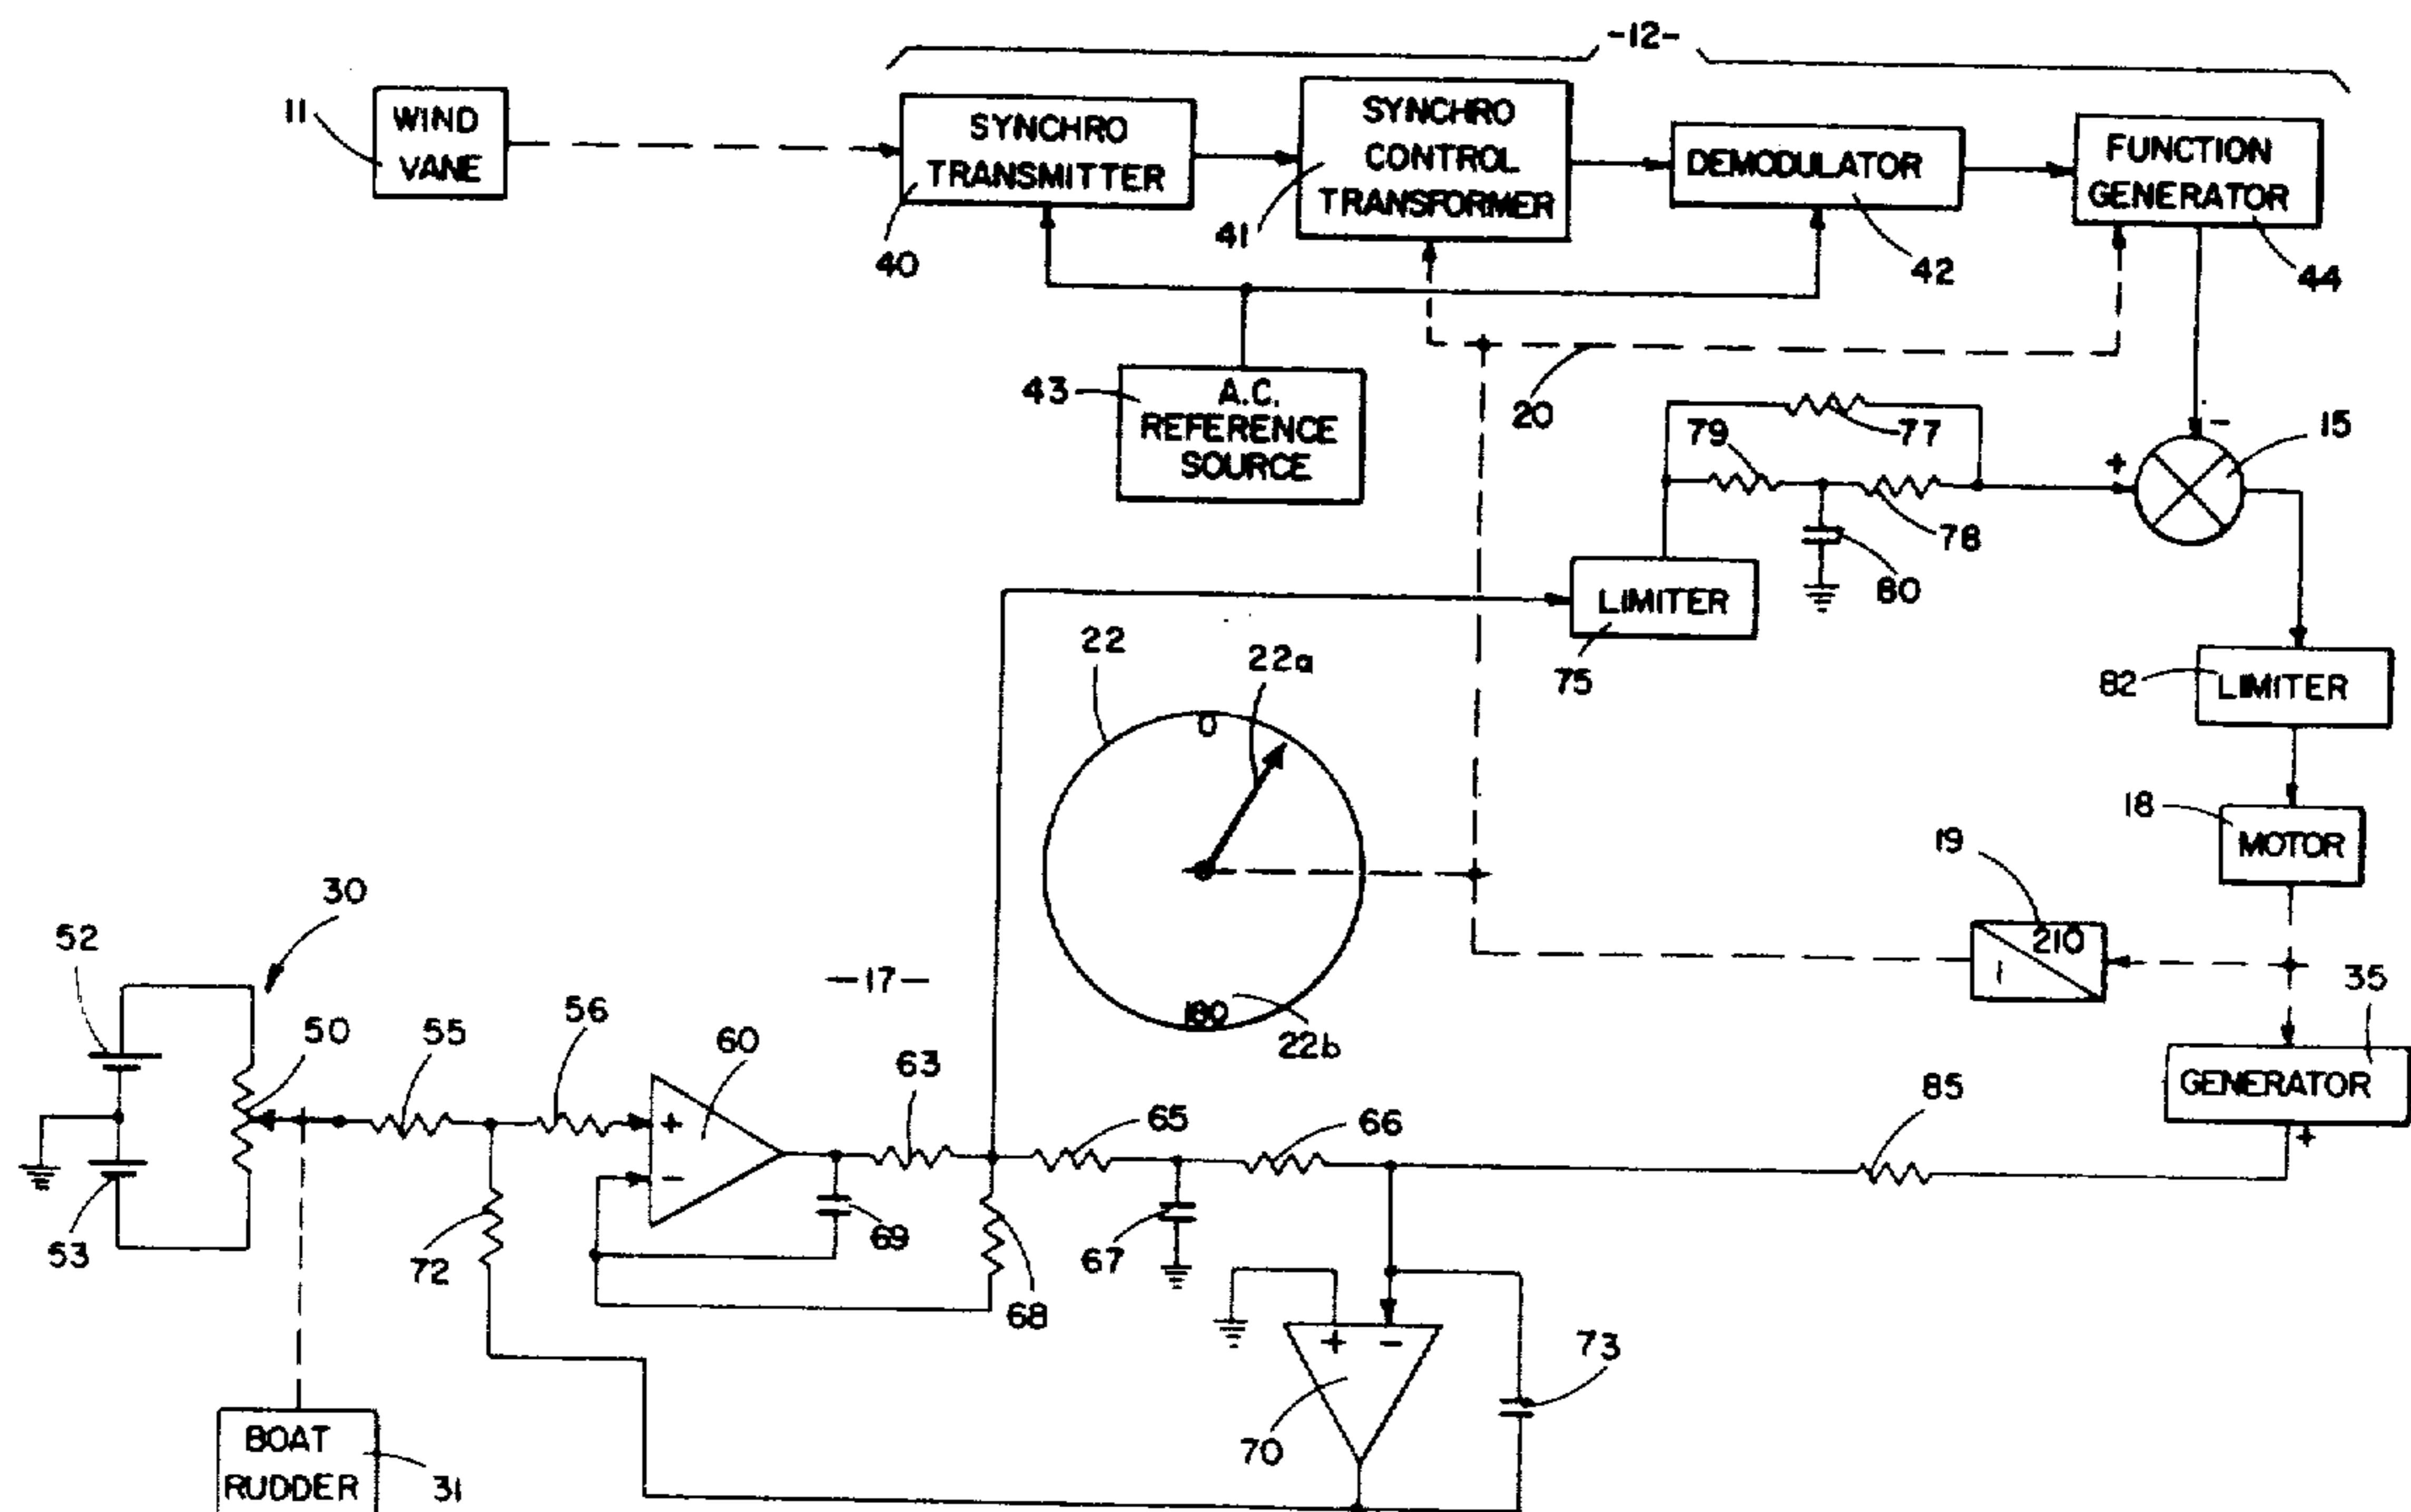 -12-
11
WIND
VANE
SYNCHRO
TRANSMITTER
40
SYNCHRO
CONTROL
TRANSFORMER
41
DEMODULATOR
42
FUNCTION
GENERATOR
44
43
A.C.
REFERENCE
SOURCE
20
77
79
78
80
+
-
15
LIMITER
75
82
LIMITER
18
MOTOR
22
22a
0
180
22b
19
210
1
35
GENERATOR
+
30
52
50
53
55
56
-17-
60
+
-
63
65
66
85
72
69
68
67
+
-
70
73
BOAT
RUDDER
31